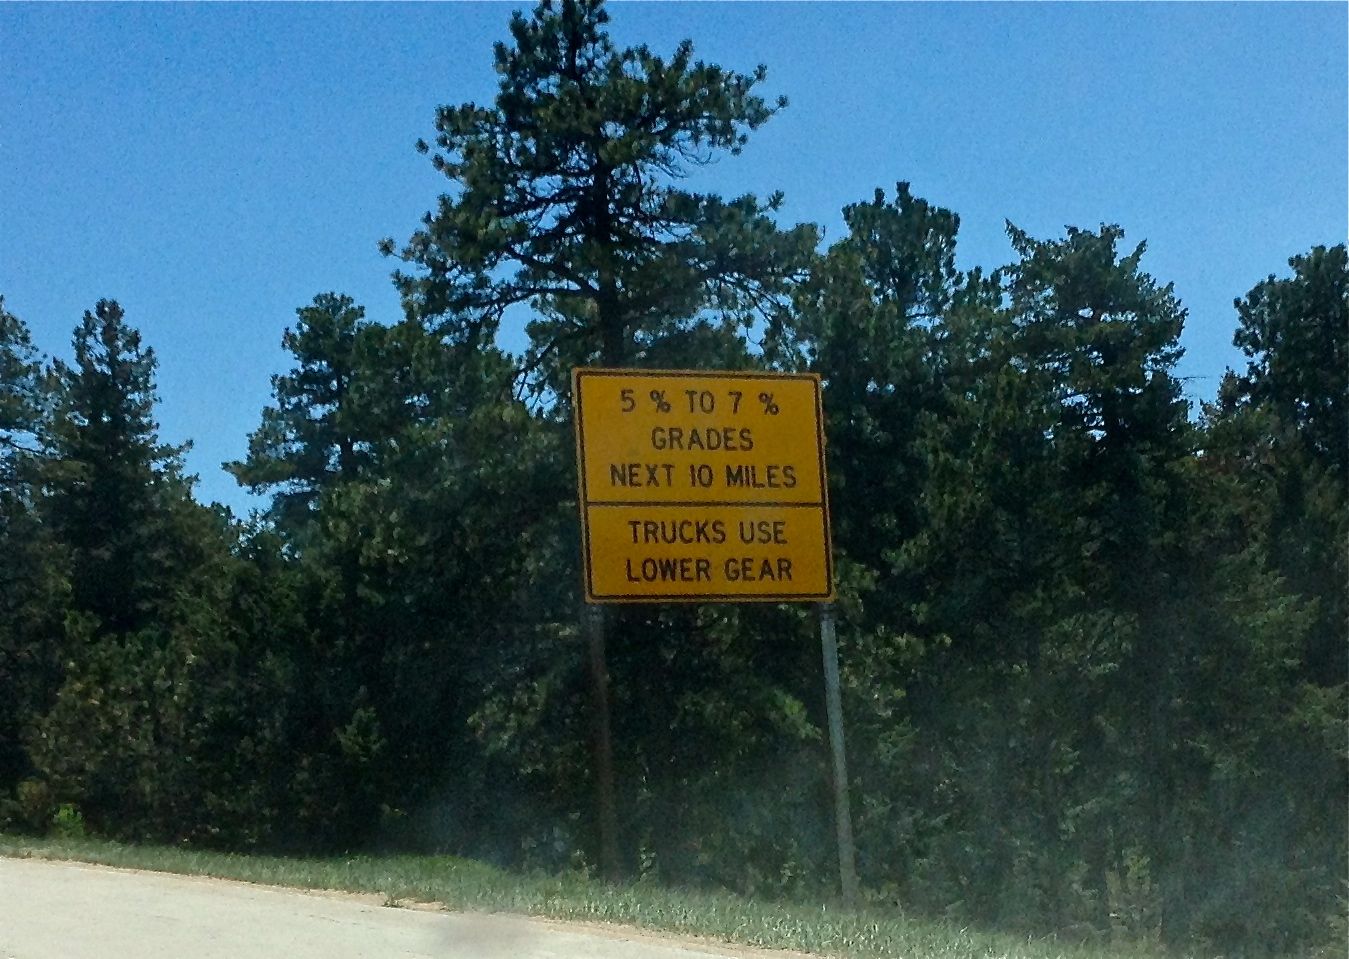 5 % TO 7 %
GRADES
NEXT 10 MILES
TRUCKS USE
LOWER GEAR